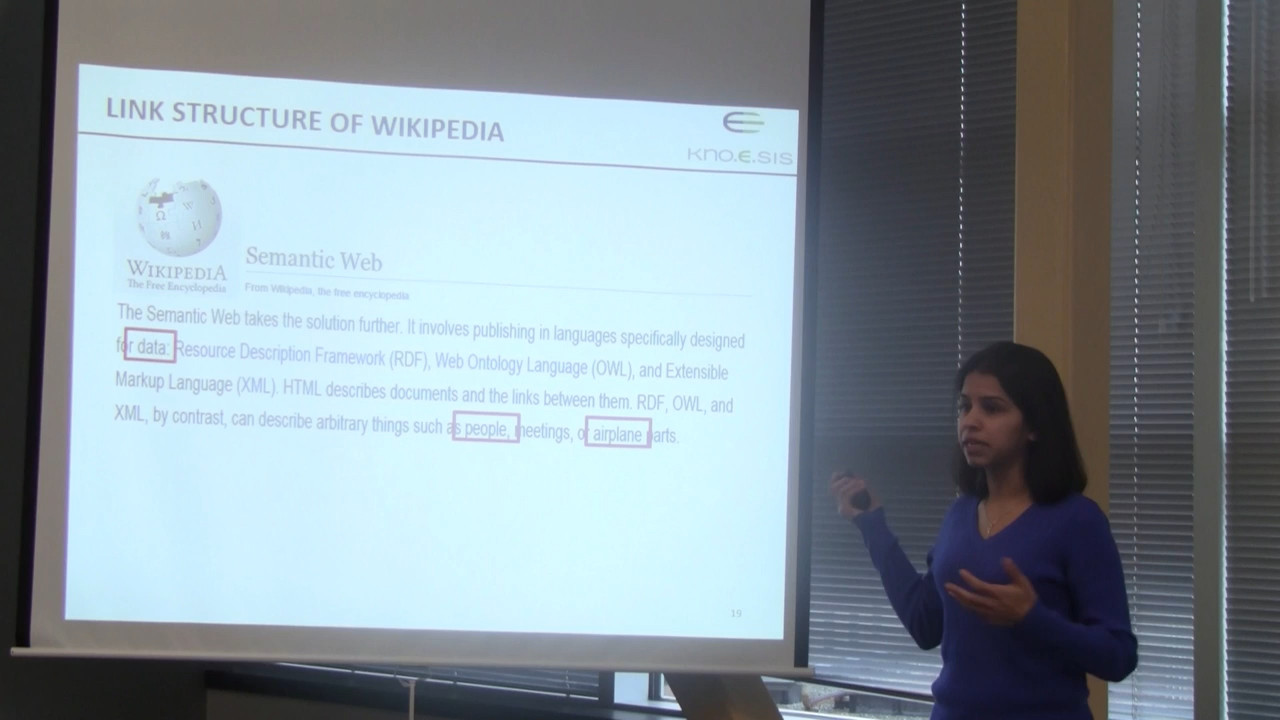 LINK STRUCTURE OF WIKIPEDIA
KNO.E.SIS
WIKIPEDIA
The Free Encyclopedia
Semantic Web
From Wikipedia, the free encyclopedia
The Semantic Web takes the solution further. It involves publishing in languages specifically designed
for data: Resource Description Framework (RDF), Web Ontology Language (OWL), and Extensible
Markup Language (XML). HTML describes documents and the links between them. RDF, OWL, and
XML, by contrast, can describe arbitrary things such as people, meetings, or airplane parts.
19